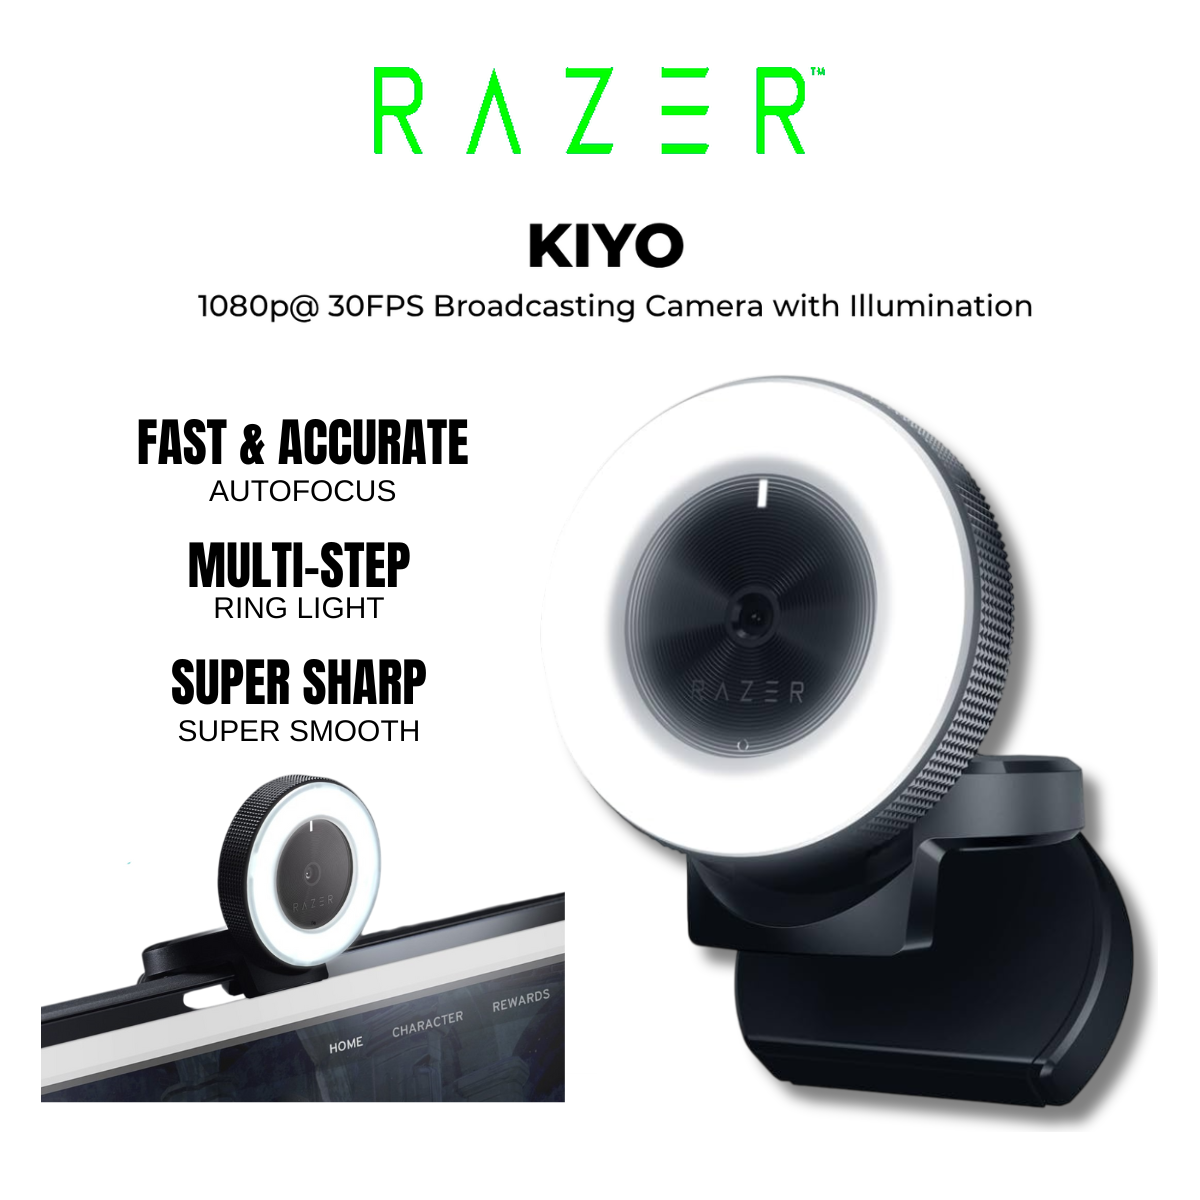 RAZER™
KIYO
1080p@ 30FPS Broadcasting Camera with Illumination
FAST & ACCURATE
AUTOFOCUS
MULTI-STEP
RING LIGHT
SUPER SHARP
SUPER SMOOTH
RAZER
RAZER
HOME CHARACTER REWARDS